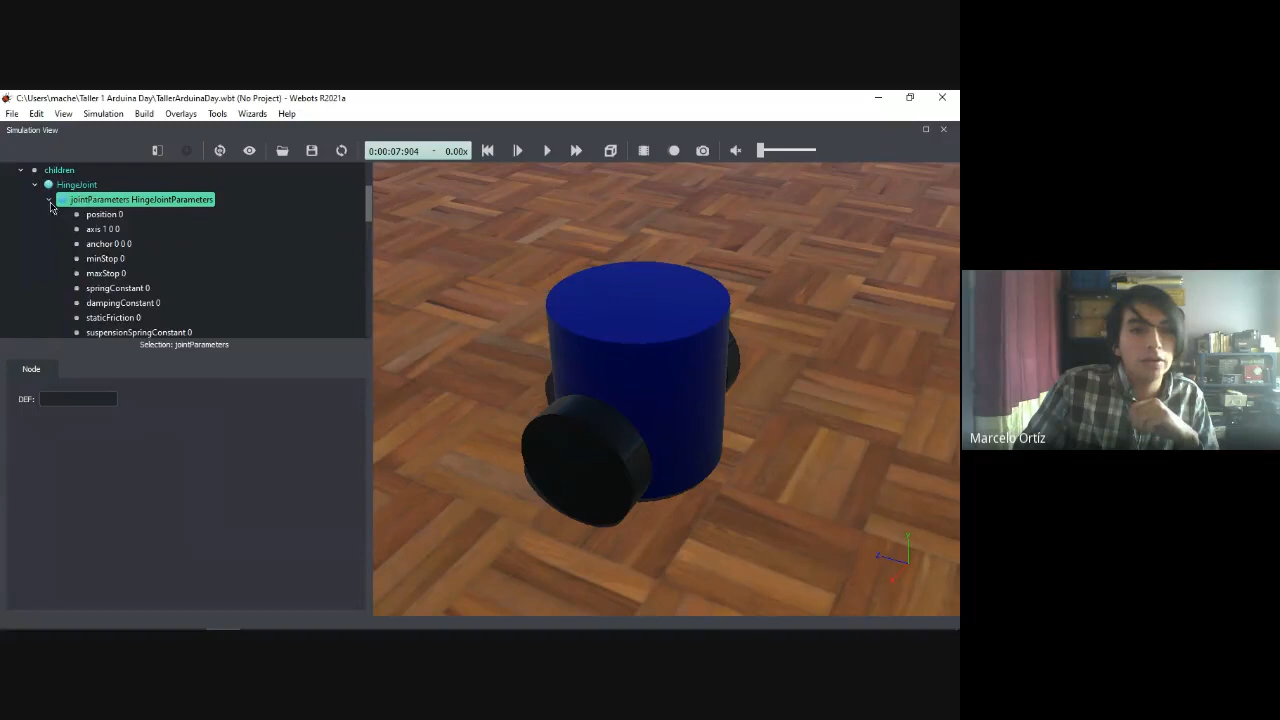 C:\Users\mache\Taller 1 Arduina Day\TallerArduinaDay.wbt (No Project) - Webots R2021a
File Edit View Simulation Build Overlays Tools Wizards Help
Simulation View
0:00:07:904 - 0.00x
children
HingeJoint
jointParameters HingeJointParameters
position 0
axis 1 0 0
anchor 0 0 0
minStop 0
maxStop 0
springConstant 0
dampingConstant 0
staticFriction 0
suspensionSpringConstant 0
Selection: jointParameters
Node
DEF:
Y
Z
X
Marcelo Ortíz